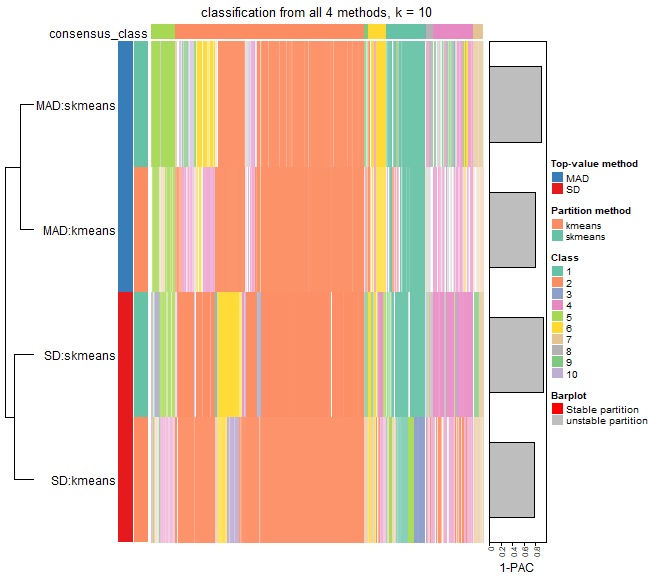 classification from all 4 methods, k = 10
consensus_class
MAD:skmeans
MAD:kmeans
SD:skmeans
SD:kmeans
0
0.2
0.4
0.6
0.8
1-PAC
Top-value method
MAD
SD
Partition method
kmeans
skmeans
Class
1
2
3
4
5
6
7
8
9
10
Barplot
Stable partition
unstable partition